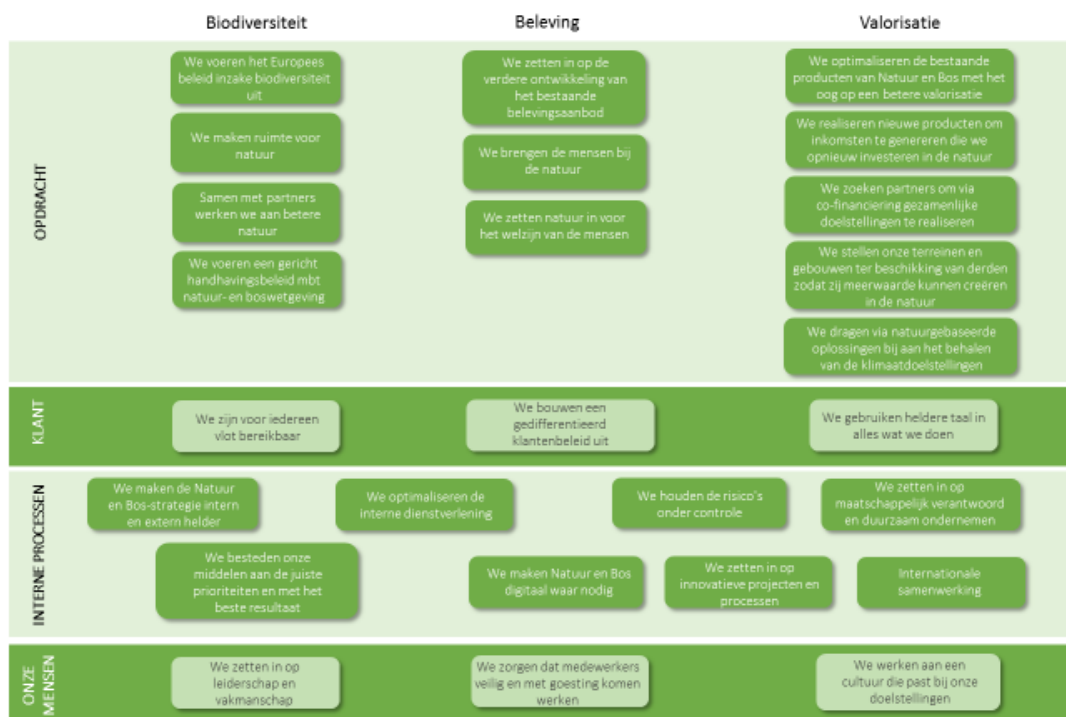 Biodiversiteit
Beleving
Valorisatie
OPDRACHT
We voeren het Europees
beleid inzake biodiversiteit
uit
We maken ruimte voor
natuur
Samen met partners
werken we aan betere
natuur
We voeren een gericht
handhavingsbeleid mbt
natuur- en boswetgeving
We zetten in op de
verdere ontwikkeling van
het bestaande
belevingsaanbod
We brengen de mensen bij
de natuur
We zetten natuur in voor
het welzijn van de mensen
We optimaliseren de bestaande
producten van Natuur en Bos met het
oog op een betere valorisatie
We realiseren nieuwe producten om
inkomsten te genereren die we
opnieuw investeren in de natuur
We zoeken partners om via
co-financiering gezamenlijke
doelstellingen te realiseren
We stellen onze terreinen en
gebouwen ter beschikking van derden
zodat zij meerwaarde kunnen creëren
in de natuur
We dragen via natuurgebaseerde
oplossingen bij aan het behalen
van de klimaatdoelstellingen
KLANT
We zijn voor iedereen
vlot bereikbaar
We bouwen een
gedifferentieerd
klantenbeleid uit
We gebruiken heldere taal in
alles wat we doen
INTERNE PROCESSEN
We maken de Natuur
en Bos-strategie intern
en extern helder
We optimaliseren de
interne dienstverlening
We houden de risico's
onder controle
We zetten in op
maatschappelijk verantwoord
en duurzaam ondernemen
We besteden onze
middelen aan de juiste
prioriteiten en met het
beste resultaat
We maken Natuur en Bos
digitaal waar nodig
We zetten in op
innovatieve projecten en
processen
Internationale
samenwerking
ONZE
MENSEN
We zetten in op
leiderschap en
vakmanschap
We zorgen dat medewerkers
veilig en met goesting komen
werken
We werken aan een
cultuur die past bij onze
doelstellingen